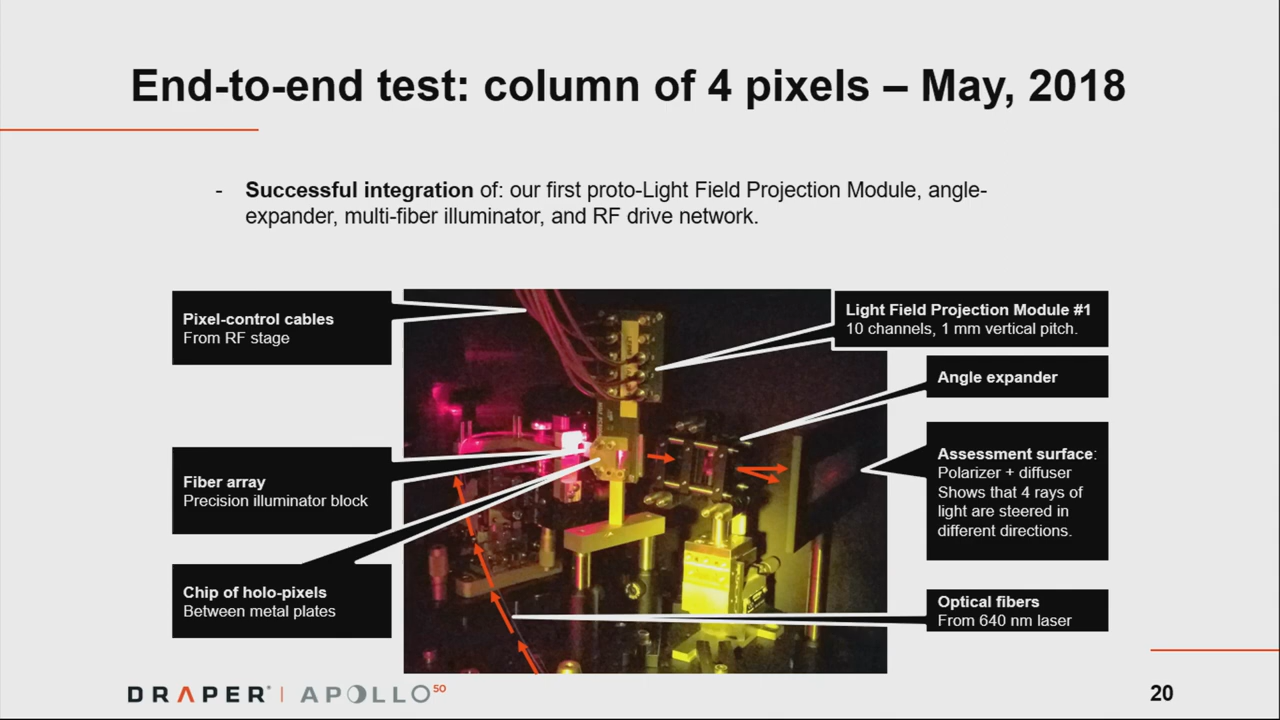 End-to-end test: column of 4 pixels – May, 2018
- Successful integration of: our first proto-Light Field Projection Module, angle-
expander, multi-fiber illuminator, and RF drive network.
Pixel-control cables
From RF stage
Light Field Projection Module #1
10 channels, 1 mm vertical pitch.
Angle expander
Fiber array
Precision illuminator block
Assessment surface:
Polarizer + diffuser
Shows that 4 rays of
light are steered in
different directions.
Chip of holo-pixels
Between metal plates
Optical fibers
From 640 nm laser
DRAPER® | APOLLO50
20